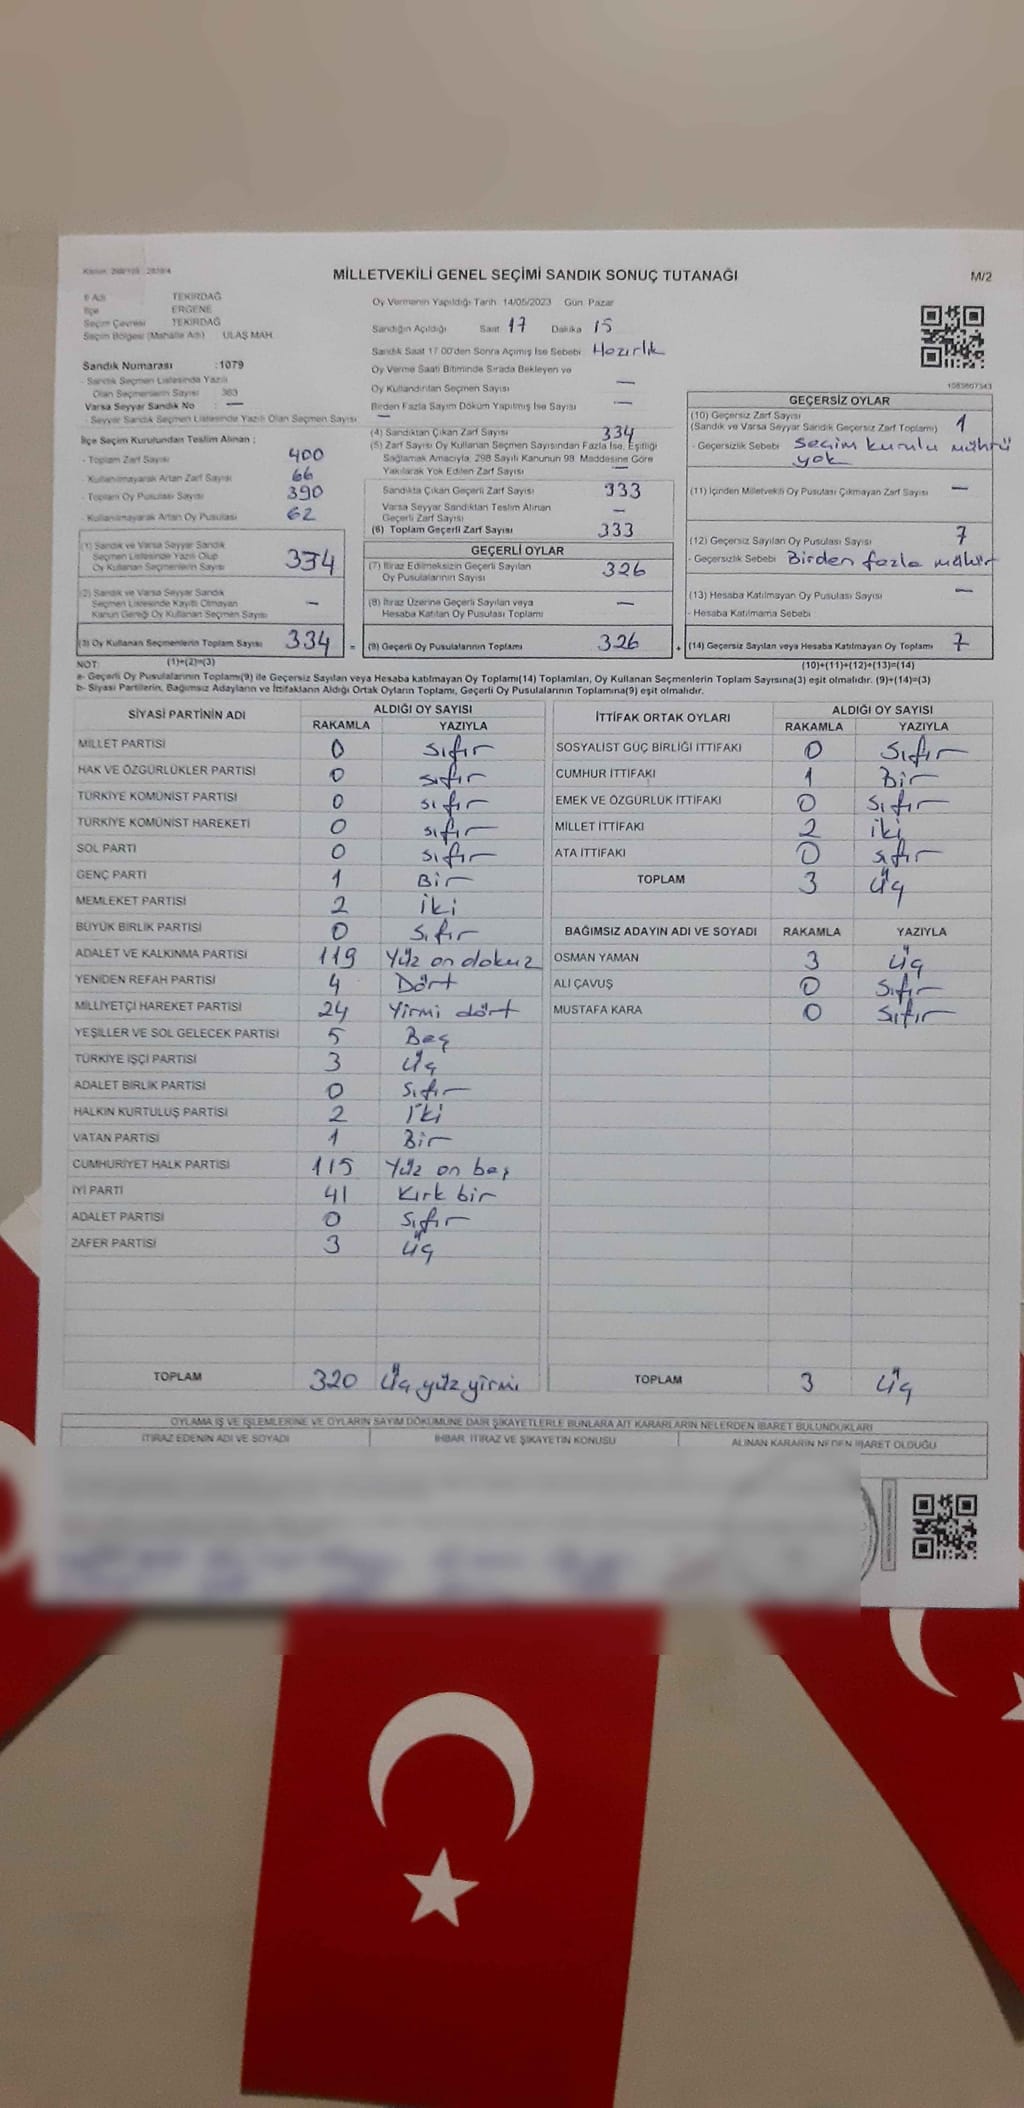 MİLLETVEKİLİ GENEL SEÇİMİ SANDIK SONUÇ TUTANAĞI
M/2
İl Adı TEKİRDAĞ
İlçe ERGENE
Seçim Çevresi TEKİRDAĞ
Seçim Bölgesi (Mahalle Adı) ULAŞ MAH.
Oy Vermenin Yapıldığı Tarih 14/05/2023 Gün Pazar
Sandığın Açıldığı Saat 17 Dakika 15
Sandık Saat 17.00'den Sonra Açılmış İse Sebebi Hazırlık
Oy Verme Saati Bitiminde Sırada Bekleyen ve
Oy Kullandırılan Seçmen Sayısı —
Birden Fazla Sayım Döküm Yapılmış İse Sayısı —
Sandık Numarası :1079
- Sandık Seçmen Listesinde Yazılı
Olan Seçmenlerin Sayısı 363
Varsa Seyyar Sandık No : —
- Seyyar Sandık Seçmen Listesinde Yazılı Olan Seçmen Sayısı —
İlçe Seçim Kurulundan Teslim Alınan ;
- Toplam Zarf Sayısı 400
- Kullanılmayarak Artan Zarf Sayısı 66
- Toplam Oy Pusulası Sayısı 390
- Kullanılmayarak Artan Oy Pusulası 62
(4) Sandıktan Çıkan Zarf Sayısı 334
(5) Zarf Sayısı Oy Kullanan Seçmen Sayısından Fazla İse, Eşitliği
Sağlamak Amacıyla; 298 Sayılı Kanunun 98. Maddesine Göre
Yakılarak Yok Edilen Zarf Sayısı —
Sandıkta Çıkan Geçerli Zarf Sayısı 333
Varsa Seyyar Sandıktan Teslim Alınan
Geçerli Zarf Sayısı —
(6) Toplam Geçerli Zarf Sayısı 333
1083607343
GEÇERSİZ OYLAR
(10) Geçersiz Zarf Sayısı
(Sandık ve Varsa Seyyar Sandık Geçersiz Zarf Toplamı) 1
- Geçersizlik Sebebi Seçim kurulu mührü
yok
(11) İçinden Milletvekili Oy Pusulası Çıkmayan Zarf Sayısı —
(12) Geçersiz Sayılan Oy Pusulası Sayısı 7
- Geçersizlik Sebebi Birden fazla mühür
(13) Hesaba Katılmayan Oy Pusulası Sayısı —
- Hesaba Katılmama Sebebi
(1) Sandık ve Varsa Seyyar Sandık
Seçmen Listesinde Yazılı Olup
Oy Kullanan Seçmenlerin Sayısı 334
(2) Sandık ve Varsa Seyyar Sandık
Seçmen Listesinde Kayıtlı Olmayan
Kanun Gereği Oy Kullanan Seçmen Sayısı —
GEÇERLİ OYLAR
(7) İtiraz Edilmeksizin Geçerli Sayılan
Oy Pusulalarının Sayısı 326
(8) İtiraz Üzerine Geçerli Sayılan veya
Hesaba Katılan Oy Pusulası Toplamı —
(3) Oy Kullanan Seçmenlerin Toplam Sayısı 334 = (9) Geçerli Oy Pusulalarının Toplamı 326 + (14) Geçersiz Sayılan veya Hesaba Katılmayan Oy Toplamı 7
NOT: (1)+(2)=(3) (10)+(11)+(12)+(13)=(14)
a- Geçerli Oy Pusulalarının Toplamı(9) ile Geçersiz Sayılan veya Hesaba katılmayan Oy Toplamı(14) Toplamları, Oy Kullanan Seçmenlerin Toplam Sayısına(3) eşit olmalıdır. (9)+(14)=(3)
b- Siyasi Partilerin, Bağımsız Adayların ve İttifakların Aldığı Ortak Oyların Toplamı, Geçerli Oy Pusulalarının Toplamına(9) eşit olmalıdır.
SİYASİ PARTİNİN ADI ALDIĞI OY SAYISI
RAKAMLA YAZIYLA
MİLLET PARTİSİ 0 sıfır
HAK VE ÖZGÜRLÜKLER PARTİSİ 0 sıfır
TÜRKİYE KOMÜNİST PARTİSİ 0 sıfır
TÜRKİYE KOMÜNİST HAREKETİ 0 sıfır
SOL PARTİ 0 sıfır
GENÇ PARTİ 1 Bir
MEMLEKET PARTİSİ 2 iki
BÜYÜK BİRLİK PARTİSİ 0 sıfır
ADALET VE KALKINMA PARTİSİ 119 Yüz on dokuz
YENİDEN REFAH PARTİSİ 4 Dört
MİLLİYETÇİ HAREKET PARTİSİ 24 Yirmi dört
YEŞİLLER VE SOL GELECEK PARTİSİ 5 Beş
TÜRKİYE İŞÇİ PARTİSİ 3 Üç
ADALET BİRLİK PARTİSİ 0 sıfır
HALKIN KURTULUŞ PARTİSİ 2 İki
VATAN PARTİSİ 1 Bir
CUMHURİYET HALK PARTİSİ 115 Yüz on beş
İYİ PARTİ 41 Kırk bir
ADALET PARTİSİ 0 sıfır
ZAFER PARTİSİ 3 Üç
TOPLAM 320 Üç yüz yirmi
İTTİFAK ORTAK OYLARI ALDIĞI OY SAYISI
RAKAMLA YAZIYLA
SOSYALİST GÜÇ BİRLİĞİ İTTİFAKI 0 Sıfır
CUMHUR İTTİFAKI 1 Bir
EMEK VE ÖZGÜRLÜK İTTİFAKI 0 sıfır
MİLLET İTTİFAKI 2 iki
ATA İTTİFAKI 0 sıfır
TOPLAM 3 Üç
BAĞIMSIZ ADAYIN ADI VE SOYADI RAKAMLA YAZIYLA
OSMAN YAMAN 3 Üç
ALİ ÇAVUŞ 0 sıfır
MUSTAFA KARA 0 sıfır
TOPLAM 3 Üç
OYLAMA İŞ VE İŞLEMLERİNE VE OYLARIN SAYIM DÖKÜMÜNE DAİR ŞİKAYETLERLE BUNLARA AİT KARARLARIN NELERDEN İBARET BULUNDUKLARI
İTİRAZ EDENİN ADI VE SOYADI İHBAR, İTİRAZ VE ŞİKAYETİN KONUSU ALINAN KARARIN NEDEN İBARET OLDUĞU